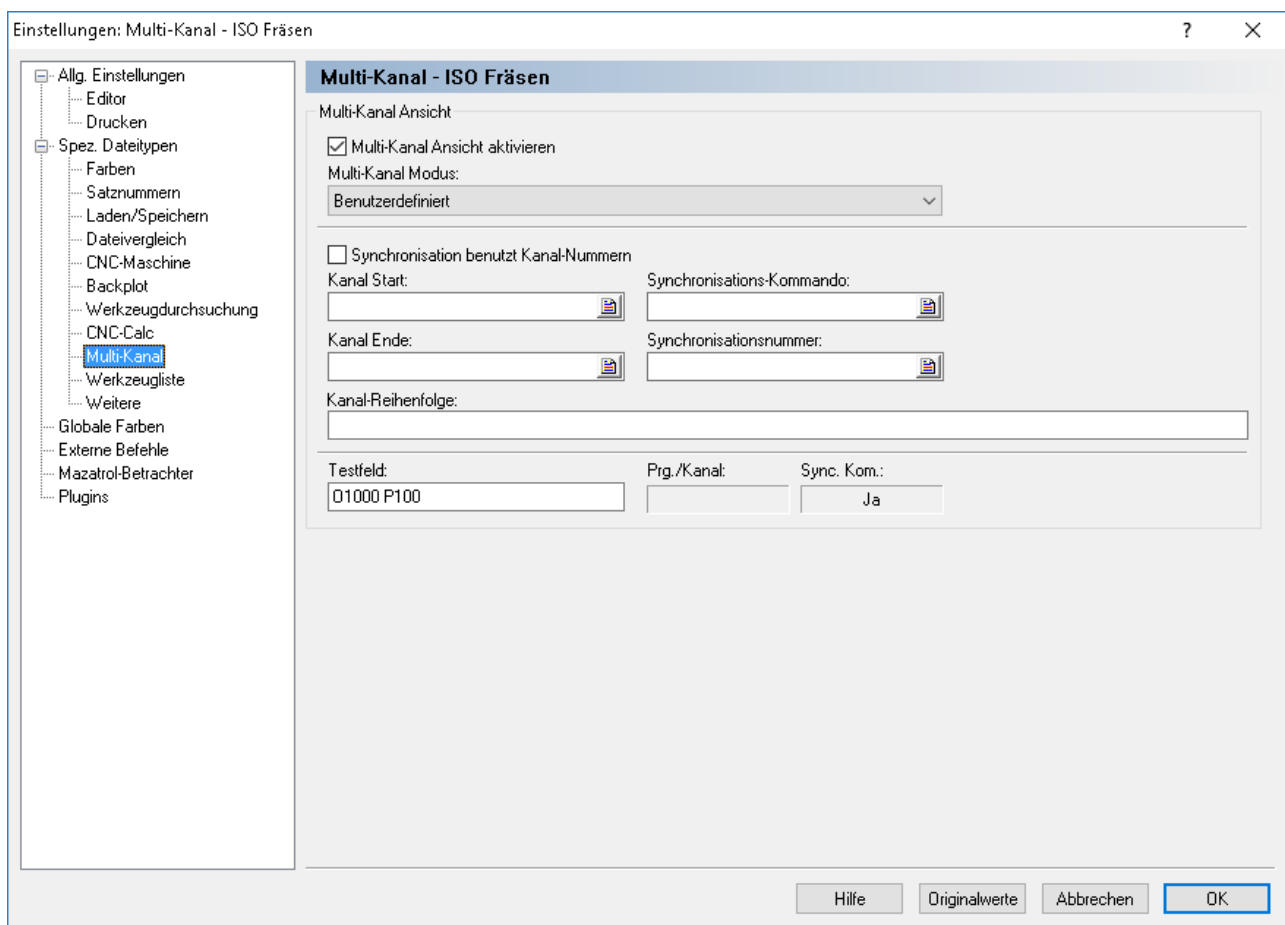 Einstellungen: Multi-Kanal - ISO Fräsen
?
Allg. Einstellungen
Editor
Drucken
Spez. Dateitypen
Farben
Satznummern
Laden/Speichern
Dateivergleich
CNC-Maschine
Backplot
Werkzeugdurchsuchung
CNC-Calc
Multi-Kanal
Werkzeugliste
Weitere
Globale Farben
Externe Befehle
Mazatrol-Betrachter
Plugins
Multi-Kanal - ISO Fräsen
Multi-Kanal Ansicht
Multi-Kanal Ansicht aktivieren
Multi-Kanal Modus:
Benutzerdefiniert
Synchronisation benutzt Kanal-Nummern
Kanal Start: Synchronisations-Kommando:
Kanal Ende: Synchronisationsnummer:
Kanal-Reihenfolge:
Testfeld: Prg./Kanal: Sync. Kom.:
O1000 P100 Ja
Hilfe Originalwerte Abbrechen OK